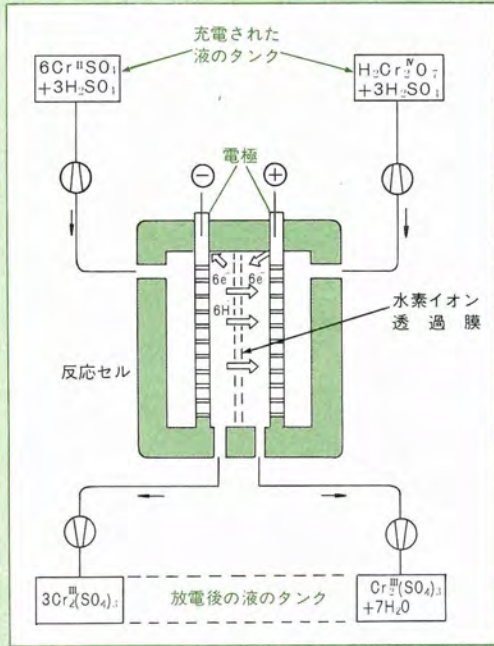 充電された
液のタンク
6CrᴵᴵSO₄
+3H₂SO₄
H₂Cr₂ᴵⱽO₇
+3H₂SO₄
電極
⊖
⊕
6e⁻
6e⁻
6H
水素イオン
透過膜
反応セル
3Cr₂ᴵᴵᴵ(SO₄)₃
放電後の液のタンク
Cr₂ᴵᴵᴵ(SO₄)₃
+7H₂O